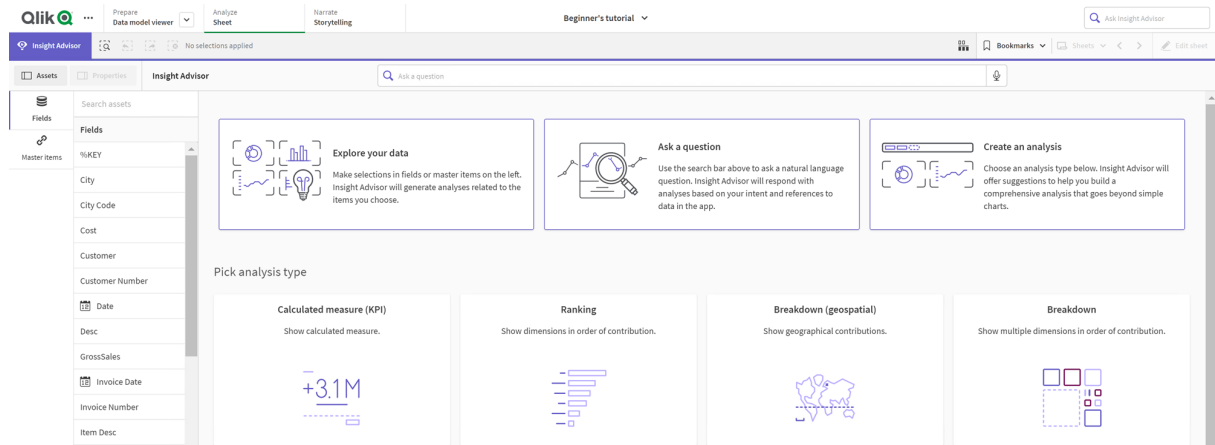 Qlik
Prepare
Data model viewer
Analyze
Sheet
Narrate
Storytelling
Beginner's tutorial
Ask Insight Advisor
Insight Advisor
No selections applied
Bookmarks
Sheets
Edit sheet
Assets
Properties
Insight Advisor
Ask a question
Fields
Master items
Search assets
Fields
%KEY
City
City Code
Cost
Customer
Customer Number
Date
Desc
GrossSales
Invoice Date
Invoice Number
Item Desc
Explore your data
Make selections in fields or master items on the left.
Insight Advisor will generate analyses related to the
items you choose.
Ask a question
Use the search bar above to ask a natural language
question. Insight Advisor will respond with
analyses based on your intent and references to
data in the app.
Create an analysis
Choose an analysis type below. Insight Advisor will
offer suggestions to help you build a
comprehensive analysis that goes beyond simple
charts.
Pick analysis type
Calculated measure (KPI)
Show calculated measure.
+3.1M
Ranking
Show dimensions in order of contribution.
Breakdown (geospatial)
Show geographical contributions.
Breakdown
Show multiple dimensions in order of contribution.